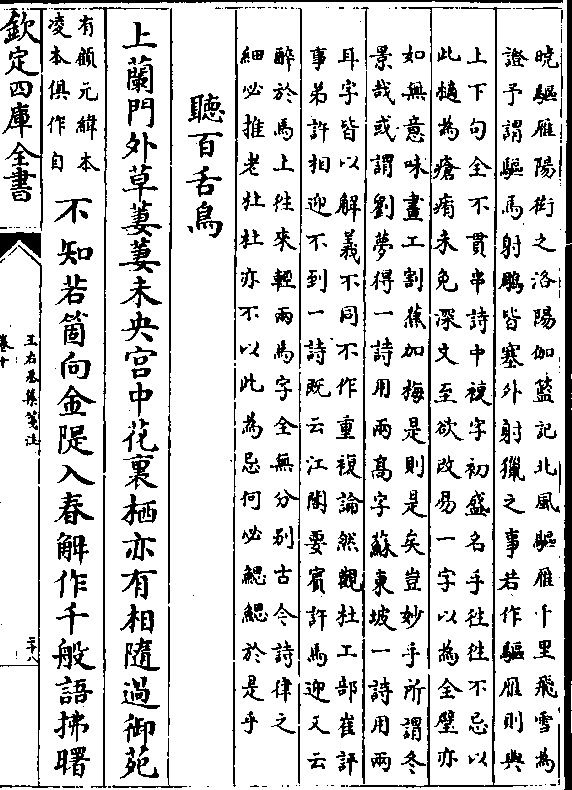 曉驅雁陽街之洛陽伽籃記北風驅雁千里飛雪為
證予謂驅馬射鵰皆塞外射獵之事若作驅雁則與
上下句全不貫串詩中複字初盛名手往往不忌以
此擿為瘡痏未免深文至欲改易一字以為全璧亦
如無意味畫工割蕉加梅是則是矣豈妙手所謂冬
景哉或謂劉夢得一詩用兩高字蘇東坡一詩用兩
耳字皆以解義不同不作重複論然觀杜工部崔評
事弟許相迎不到一詩既云江閣要賓許馬迎又云
醉於馬上往來輕兩馬字全無分别古今詩律之
細必推老杜杜亦不以此為忌何必鰓鰓於是乎
聽百舌鳥
上蘭門外草萋萋未央宫中花裏栖亦有相隨過御苑
有顧元緯本
凌本俱作自
不知若箇向金隄入春解作千般語拂曙
欽定四庫全書
王右丞集箋注
卷十
二十八